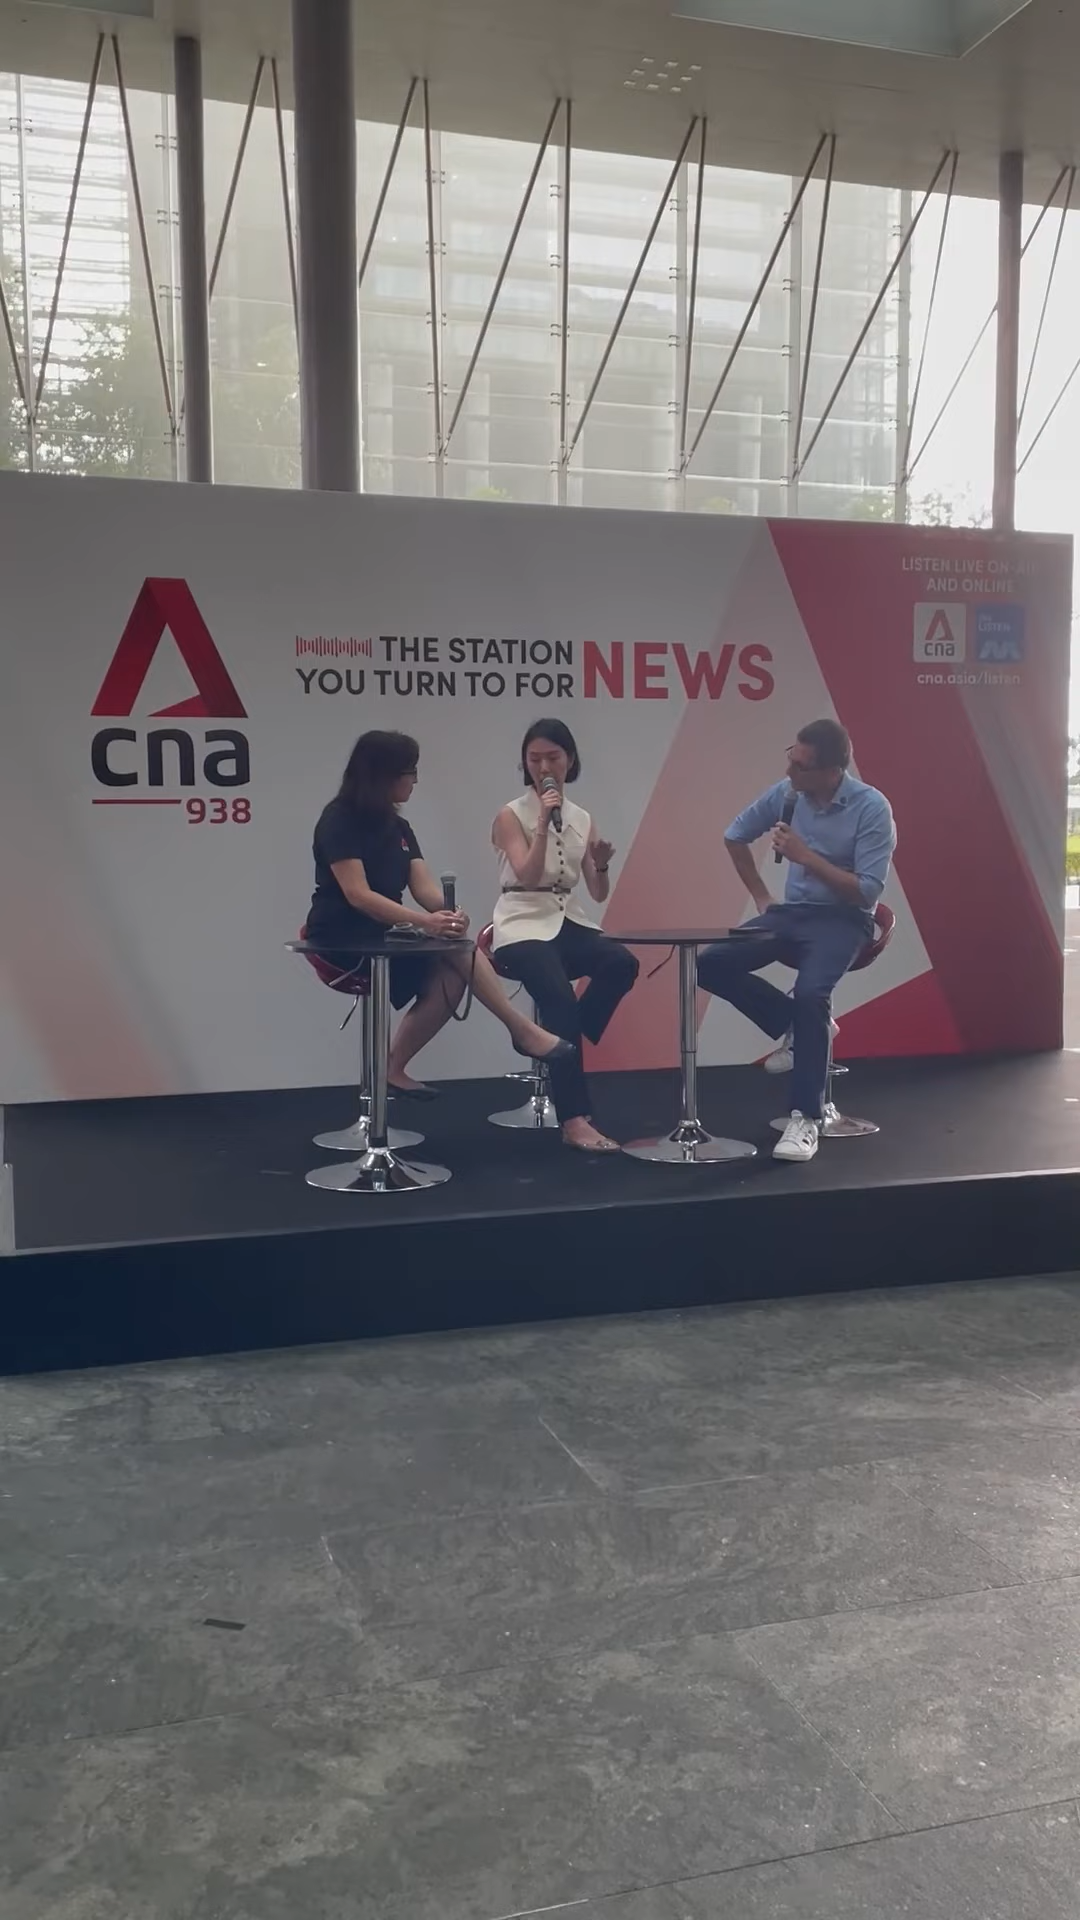 cna
938
THE STATION
YOU TURN TO FOR NEWS
LISTEN LIVE ON-AIR
AND ONLINE
cna
LISTEN
cna.asia/listen